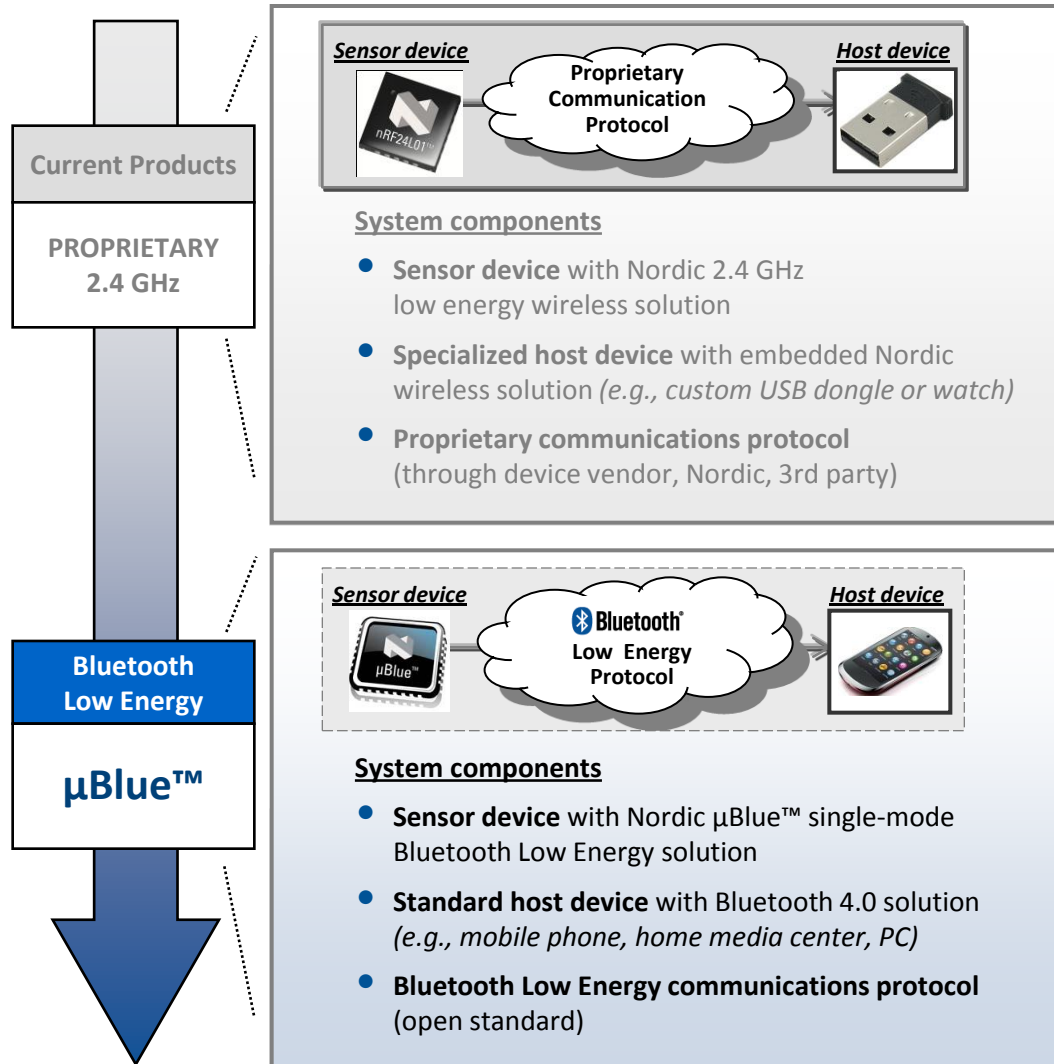 Current Products
PROPRIETARY
2.4 GHz
Sensor device
Host device
nRF24L01™
Proprietary
Communication
Protocol
System components
• Sensor device with Nordic 2.4 GHz
low energy wireless solution
• Specialized host device with embedded Nordic
wireless solution (e.g., custom USB dongle or watch)
• Proprietary communications protocol
(through device vendor, Nordic, 3rd party)
Bluetooth
Low Energy
µBlue™
Sensor device
Host device
µBlue™
Bluetooth®
Low Energy
Protocol
System components
• Sensor device with Nordic µBlue™ single-mode
Bluetooth Low Energy solution
• Standard host device with Bluetooth 4.0 solution
(e.g., mobile phone, home media center, PC)
• Bluetooth Low Energy communications protocol
(open standard)